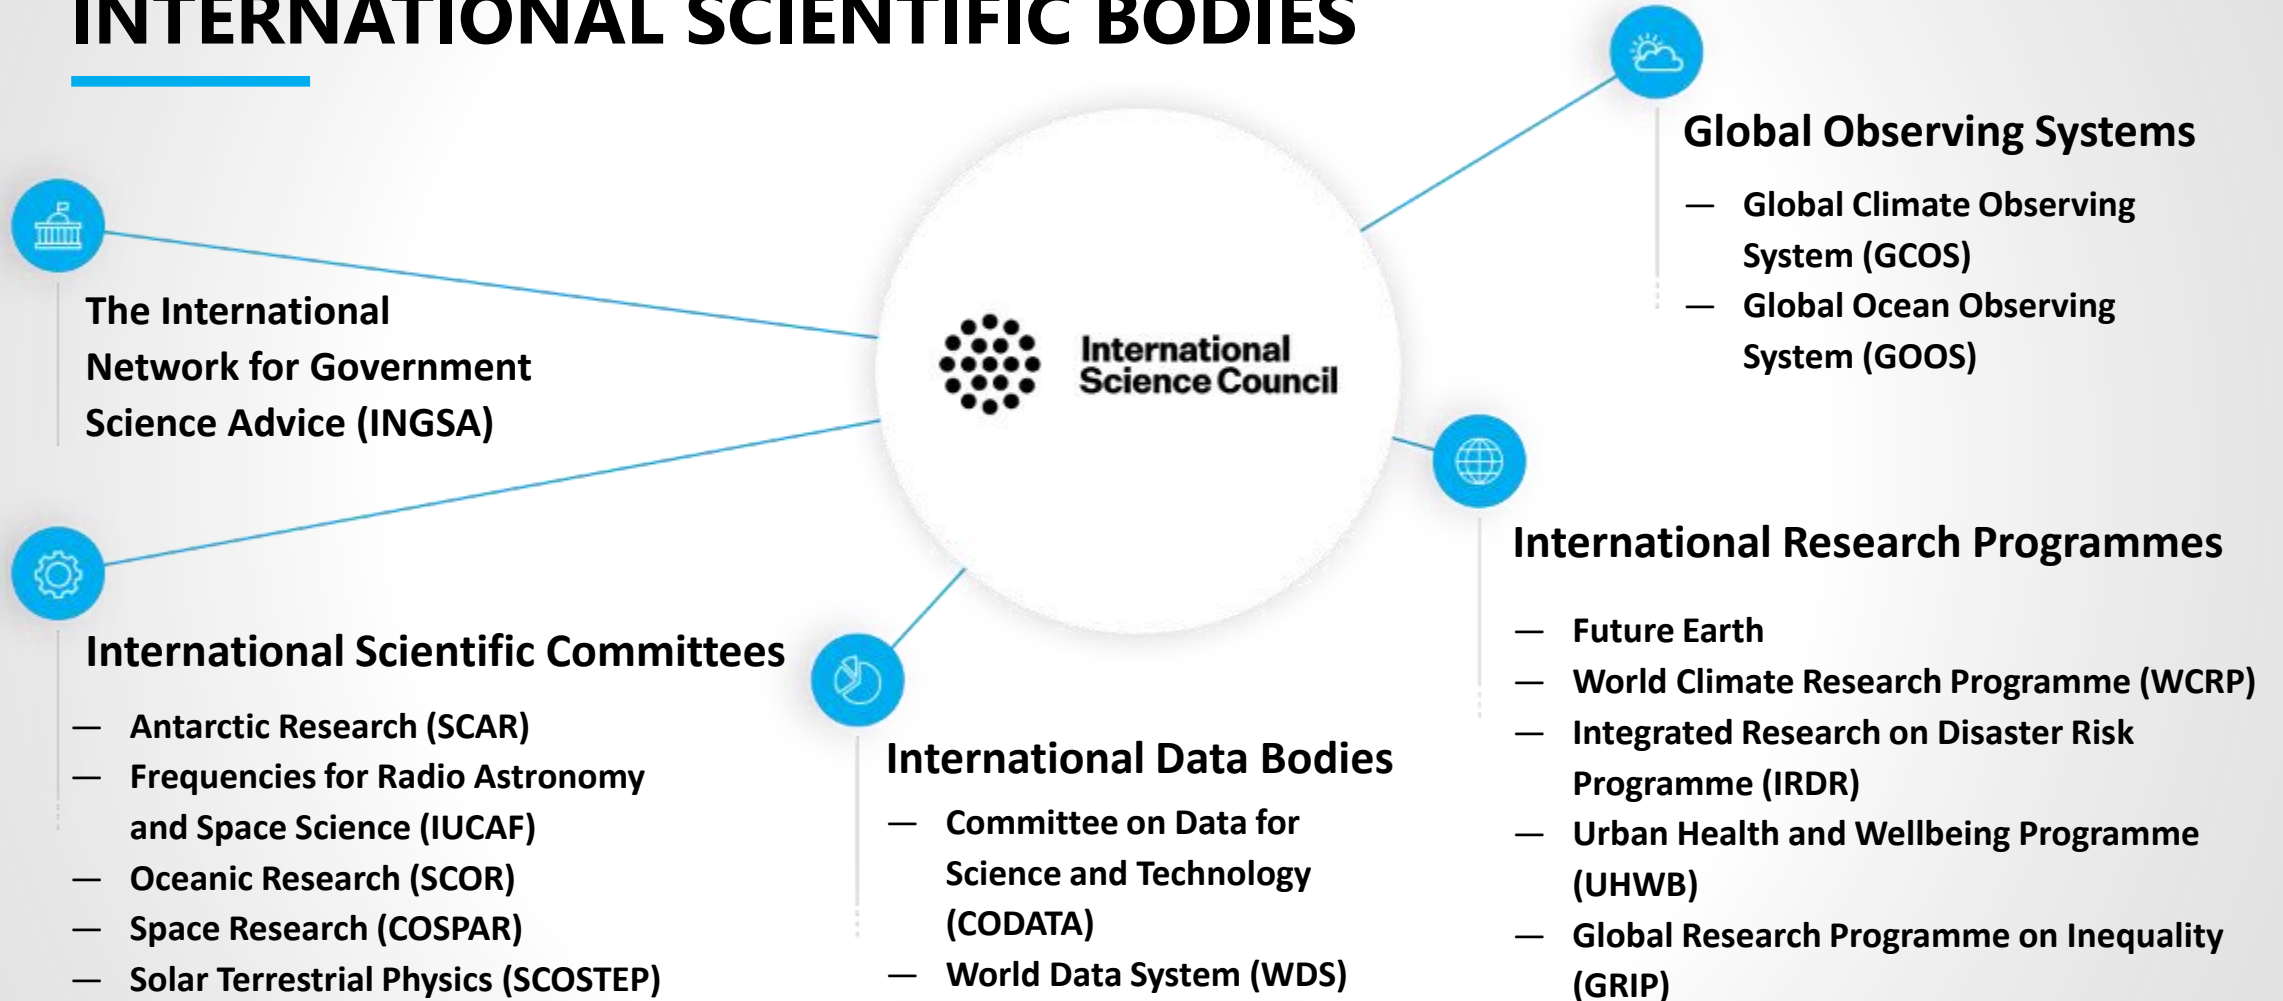 INTERNATIONAL SCIENTIFIC BODIES
The International
Network for Government
Science Advice (INGSA)
International Scientific Committees
— Antarctic Research (SCAR)
— Frequencies for Radio Astronomy
and Space Science (IUCAF)
— Oceanic Research (SCOR)
— Space Research (COSPAR)
— Solar Terrestrial Physics (SCOSTEP)
International
Science Council
International Data Bodies
— Committee on Data for
Science and Technology
(CODATA)
— World Data System (WDS)
Global Observing Systems
— Global Climate Observing
System (GCOS)
— Global Ocean Observing
System (GOOS)
International Research Programmes
— Future Earth
— World Climate Research Programme (WCRP)
— Integrated Research on Disaster Risk
Programme (IRDR)
— Urban Health and Wellbeing Programme
(UHWB)
— Global Research Programme on Inequality
(GRIP)